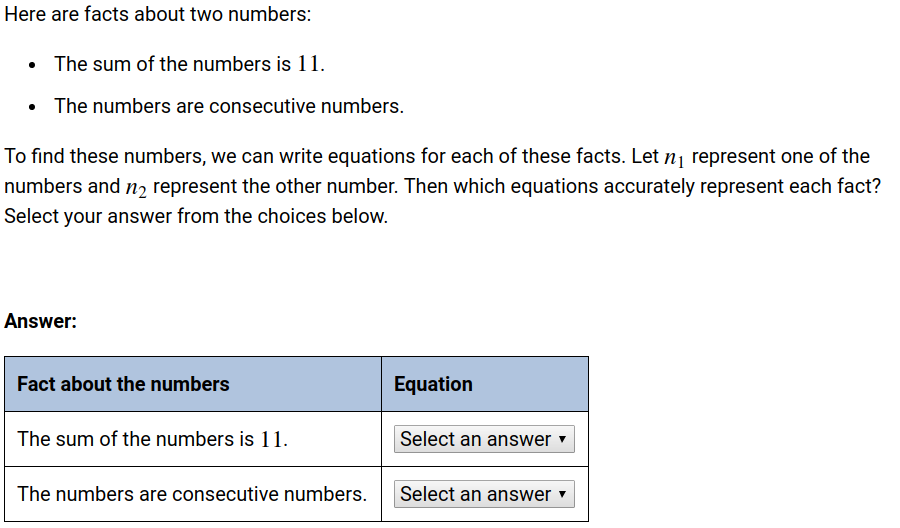 Here are facts about two numbers:
• The sum of the numbers is 11.
• The numbers are consecutive numbers.
To find these numbers, we can write equations for each of these facts. Let n₁ represent one of the
numbers and n₂ represent the other number. Then which equations accurately represent each fact?
Select your answer from the choices below.
Answer:
Fact about the numbers Equation
The sum of the numbers is 11. Select an answer ▾
The numbers are consecutive numbers. Select an answer ▾